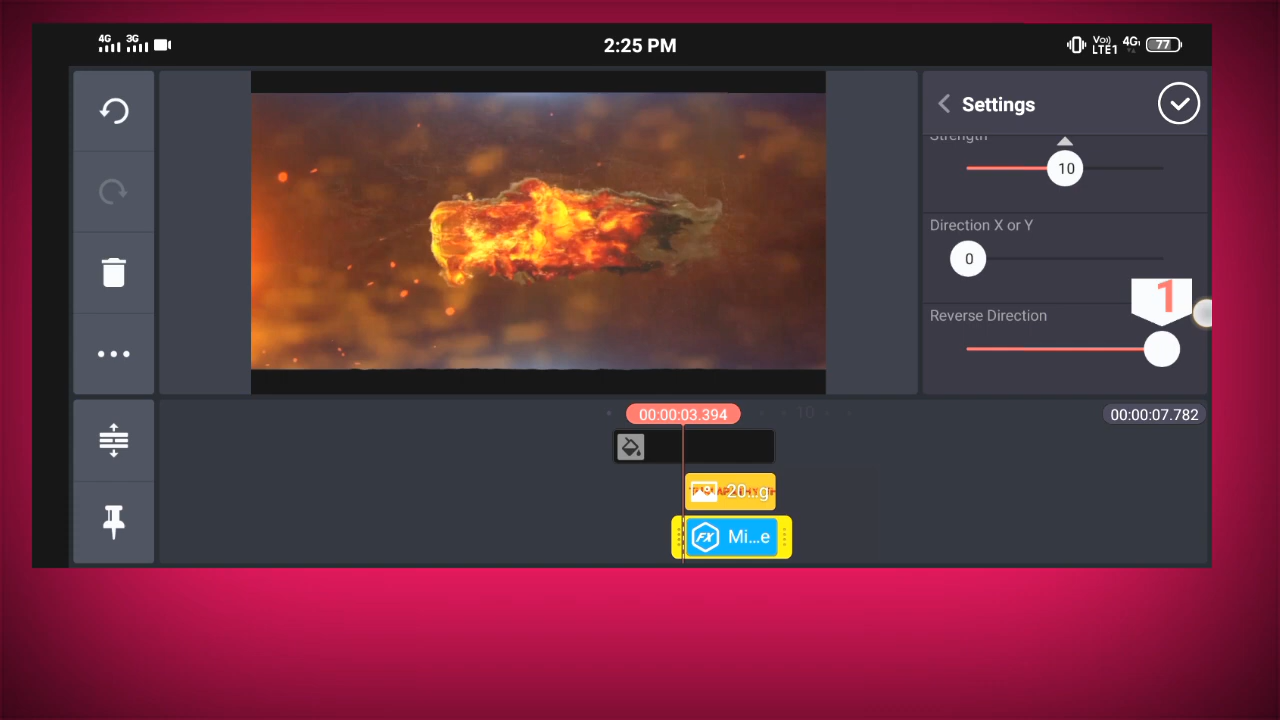 4G 3G
2:25 PM
Vo)) LTE1 4G 77
Settings
Strength
10
Direction X or Y
0
1
Reverse Direction
00:00:03.394
10
00:00:07.782
20...g
FX Mi...e